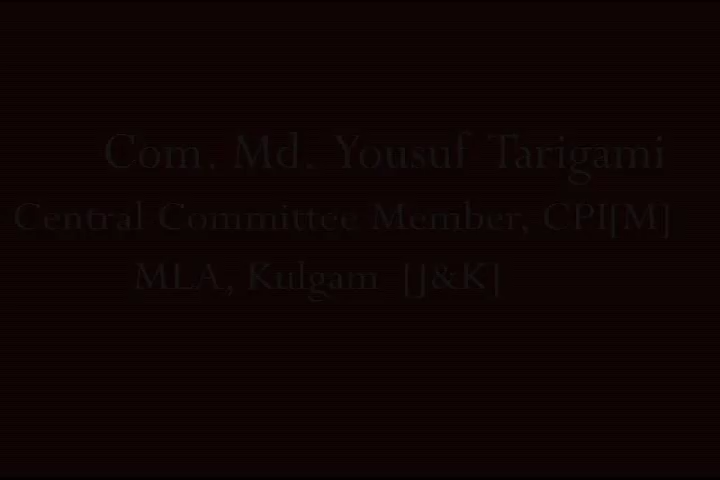 Com. Md. Yousuf Tarigami
Central Committee Member, CPI[M]
MLA, Kulgam [J&K]